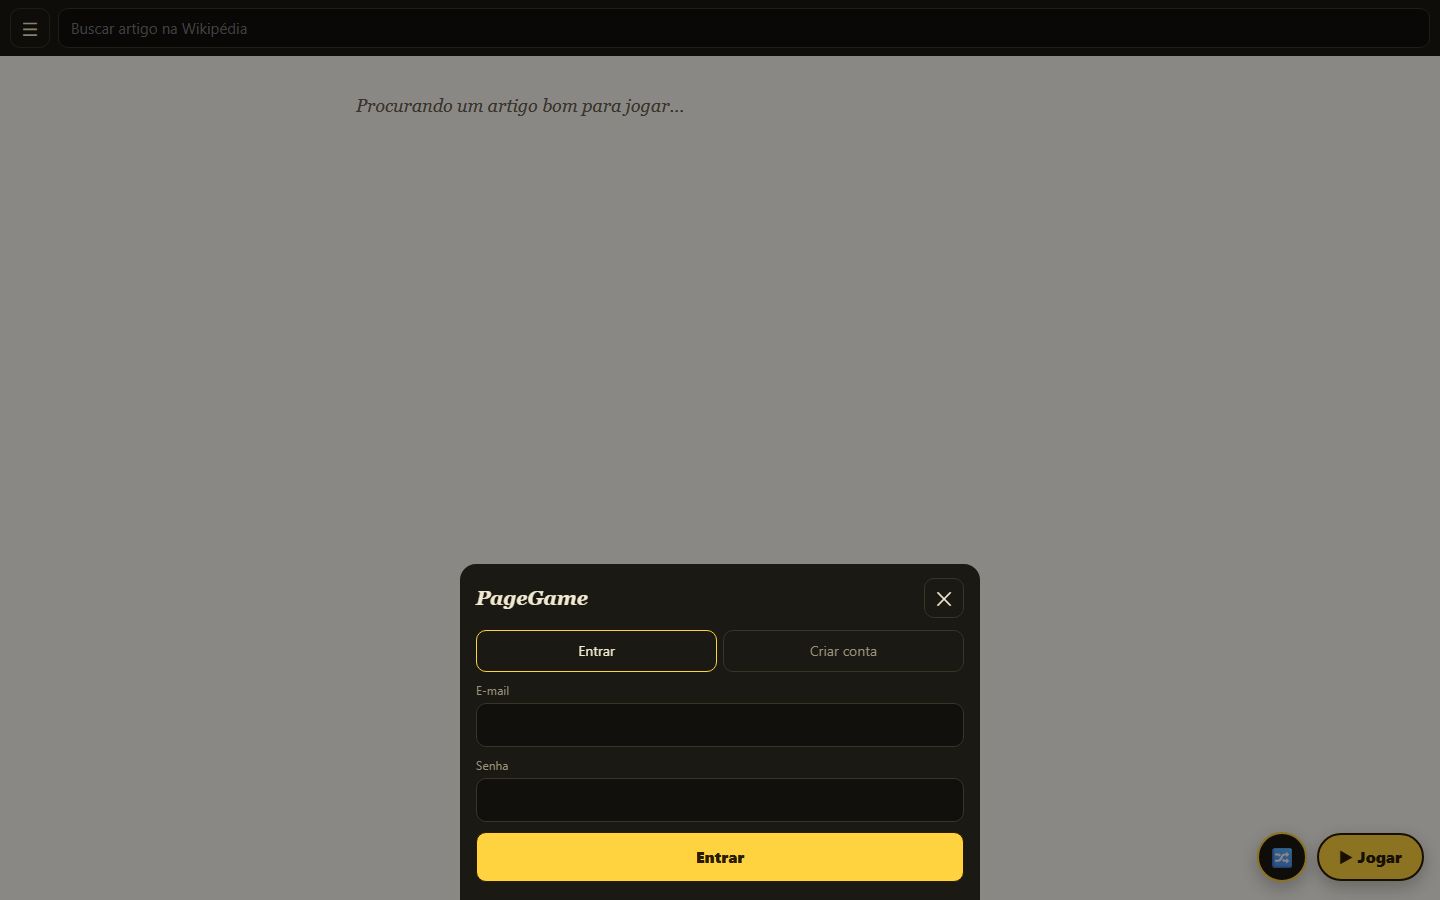 Buscar artigo na Wikipédia
Procurando um artigo bom para jogar...
PageGame
Entrar
Criar conta
E-mail
Senha
Entrar
Jogar